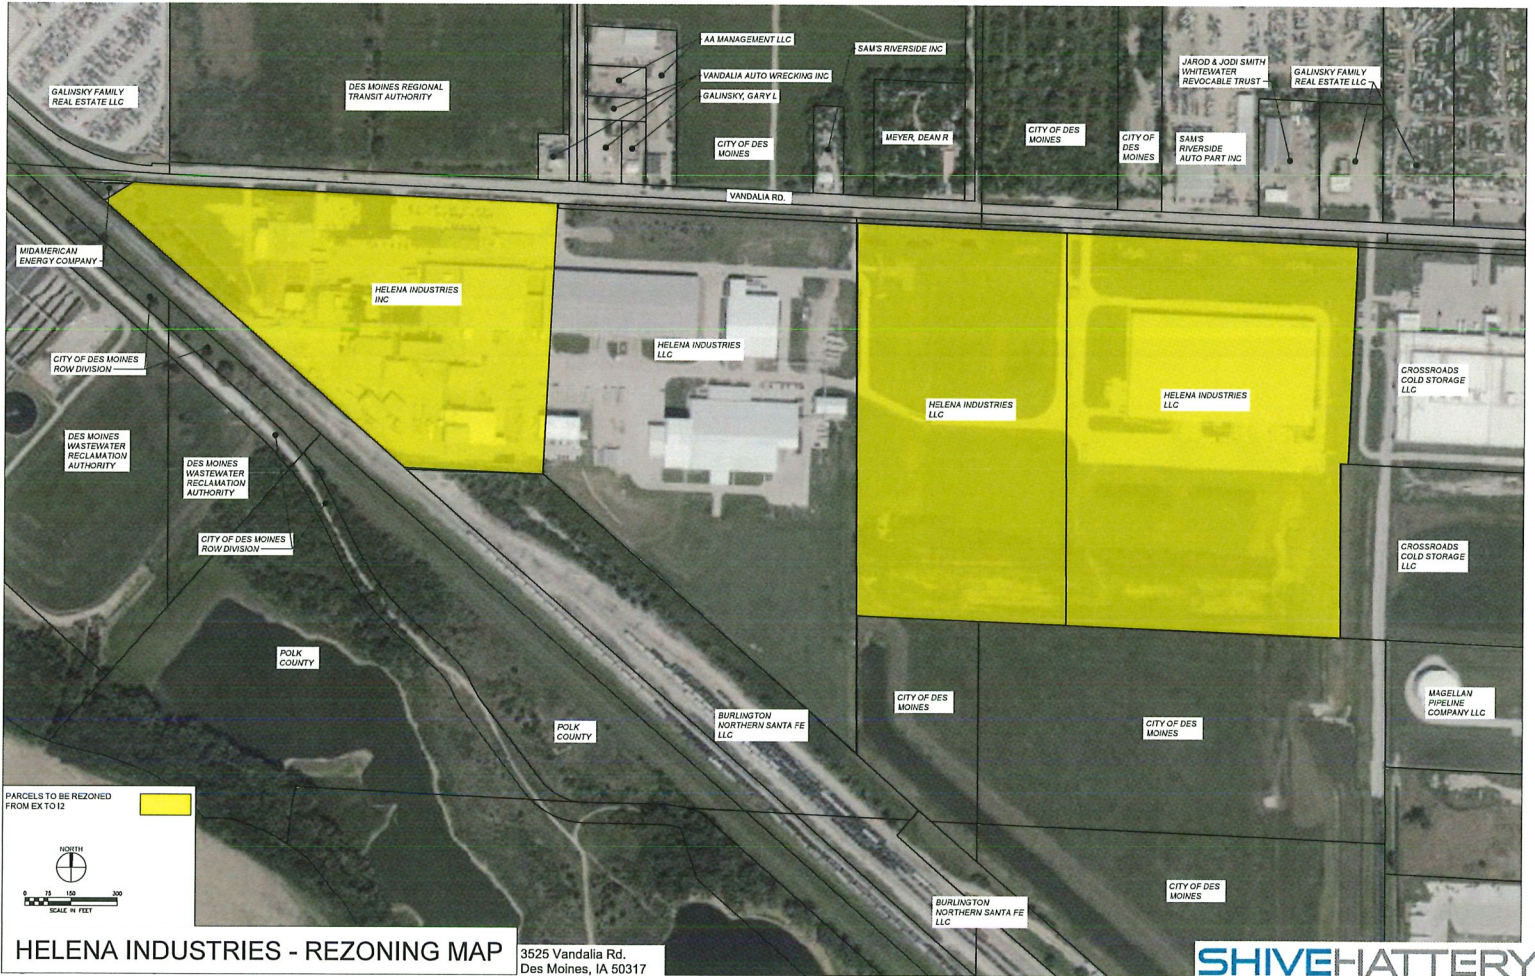 GALINSKY FAMILY
REAL ESTATE LLC
DES MOINES REGIONAL
TRANSIT AUTHORITY
AA MANAGEMENT LLC
VANDALIA AUTO WRECKING INC
GALINSKY, GARY L
SAM'S RIVERSIDE INC
CITY OF DES
MOINES
MEYER, DEAN R
CITY OF DES
MOINES
CITY OF
DES
MOINES
SAM'S
RIVERSIDE
AUTO PART INC
JAROD & JODI SMITH
WHITEWATER
REVOCABLE TRUST
GALINSKY FAMILY
REAL ESTATE LLC
VANDALIA RD.
MIDAMERICAN
ENERGY COMPANY
HELENA INDUSTRIES
INC
HELENA INDUSTRIES
LLC
HELENA INDUSTRIES
LLC
HELENA INDUSTRIES
LLC
CROSSROADS
COLD STORAGE
LLC
CITY OF DES MOINES
ROW DIVISION
DES MOINES
WASTEWATER
RECLAMATION
AUTHORITY
DES MOINES
WASTEWATER
RECLAMATION
AUTHORITY
CITY OF DES MOINES
ROW DIVISION
CROSSROADS
COLD STORAGE
LLC
POLK
COUNTY
POLK
COUNTY
BURLINGTON
NORTHERN SANTA FE
LLC
CITY OF DES
MOINES
CITY OF DES
MOINES
MAGELLAN
PIPELINE
COMPANY LLC
CITY OF DES
MOINES
BURLINGTON
NORTHERN SANTA FE
LLC
PARCELS TO BE REZONED
FROM EX TO I2
NORTH
0 75 150 300
SCALE IN FEET
HELENA INDUSTRIES - REZONING MAP
3525 Vandalia Rd.
Des Moines, IA 50317
SHIVEHATTERY